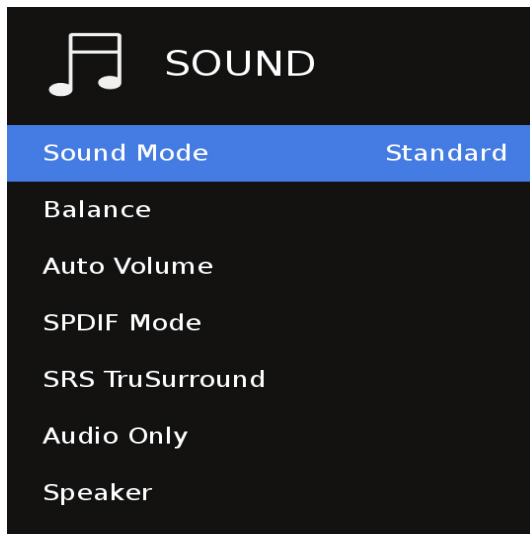 SOUND
Sound Mode Standard
Balance
Auto Volume
SPDIF Mode
SRS TruSurround
Audio Only
Speaker